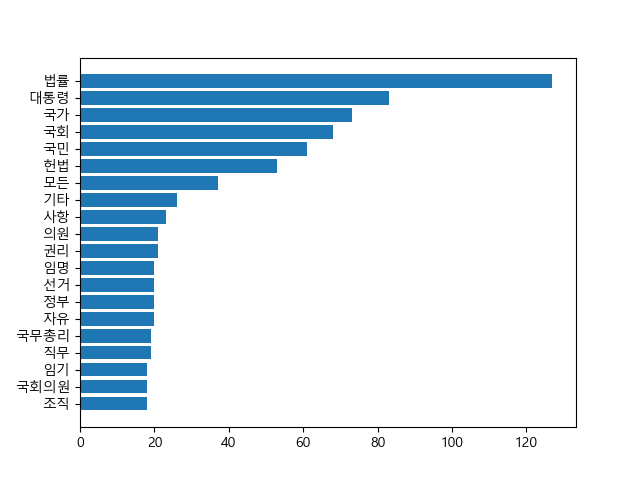 법률
대통령
국가
국회
국민
헌법
모든
기타
사항
의원
권리
임명
선거
정부
자유
국무총리
직무
임기
국회의원
조직
0 20 40 60 80 100 120